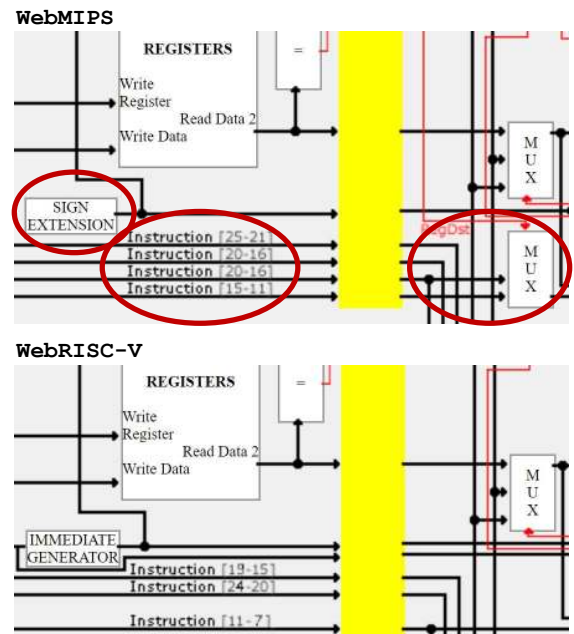 WebMIPS
REGISTERS
=
Write
Register
Read Data 2
Write Data
M
U
X
SIGN
EXTENSION
Instruction [25-21]
RegDst
Instruction [20-16]
Instruction [20-16]
Instruction [15-11]
M
U
X
WebRISC-V
REGISTERS
=
Write
Register
Read Data 2
Write Data
M
U
X
IMMEDIATE
GENERATOR
Instruction [19-15]
Instruction [24-20]
Instruction [11-7]